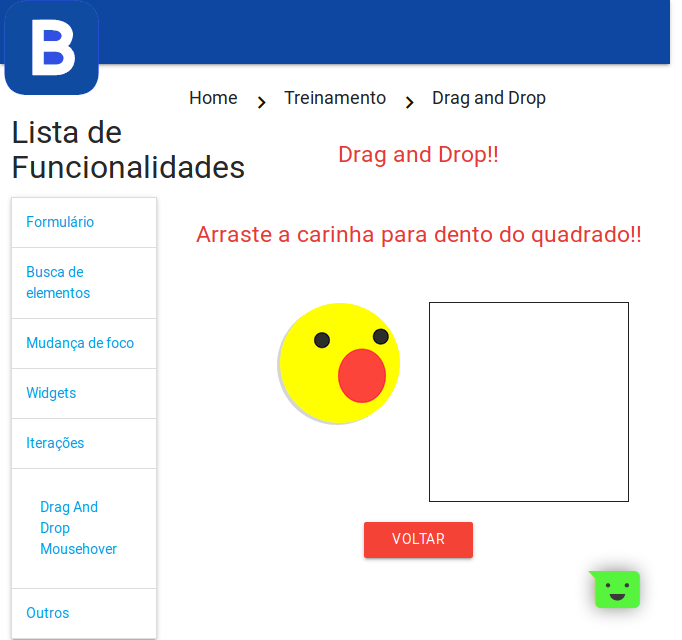 B
Home > Treinamento > Drag and Drop
Lista de
Funcionalidades
Drag and Drop!!
Arraste a carinha para dento do quadrado!!
Formulário
Busca de
elementos
Mudança de foco
Widgets
Iterações
Drag And
Drop
Mousehover
Outros
VOLTAR